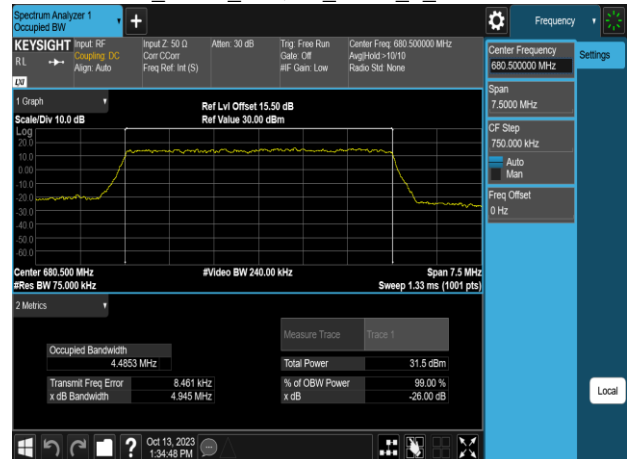 Spectrum Analyzer 1
Occupied BW
Frequency
KEYSIGHT
RL
Input: RF
Coupling: DC
Align: Auto
Input Z: 50 Ω
Corr CCorr
Freq Ref: Int (S)
Atten: 30 dB
Trig: Free Run
Gate: Off
#IF Gain: Low
Center Freq: 680.500000 MHz
Avg|Hold:>10/10
Radio Std: None
LXI
Center Frequency
680.500000 MHz
Settings
Span
7.5000 MHz
CF Step
750.000 kHz
Auto
Man
Freq Offset
0 Hz
1 Graph
Scale/Div 10.0 dB
Ref Lvl Offset 15.50 dB
Ref Value 30.00 dBm
Log
20.0
10.0
0.00
-10.0
-20.0
-30.0
-40.0
-50.0
-60.0
Center 680.500 MHz
#Video BW 240.00 kHz
Span 7.5 MHz
#Res BW 75.000 kHz
Sweep 1.33 ms (1001 pts)
2 Metrics
Measure Trace
Trace 1
Occupied Bandwidth
4.4853 MHz
Total Power
31.5 dBm
Transmit Freq Error
8.461 kHz
% of OBW Power
99.00 %
x dB Bandwidth
4.945 MHz
x dB
-26.00 dB
Local
?
Oct 13, 2023
1:34:48 PM